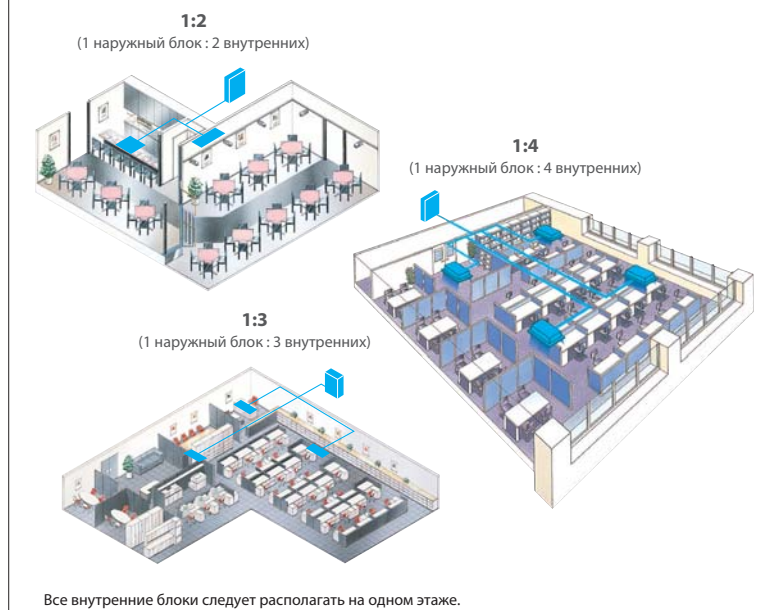 1:2
(1 наружный блок : 2 внутренних)
1:4
(1 наружный блок : 4 внутренних)
1:3
(1 наружный блок : 3 внутренних)
Все внутренние блоки следует располагать на одном этаже.